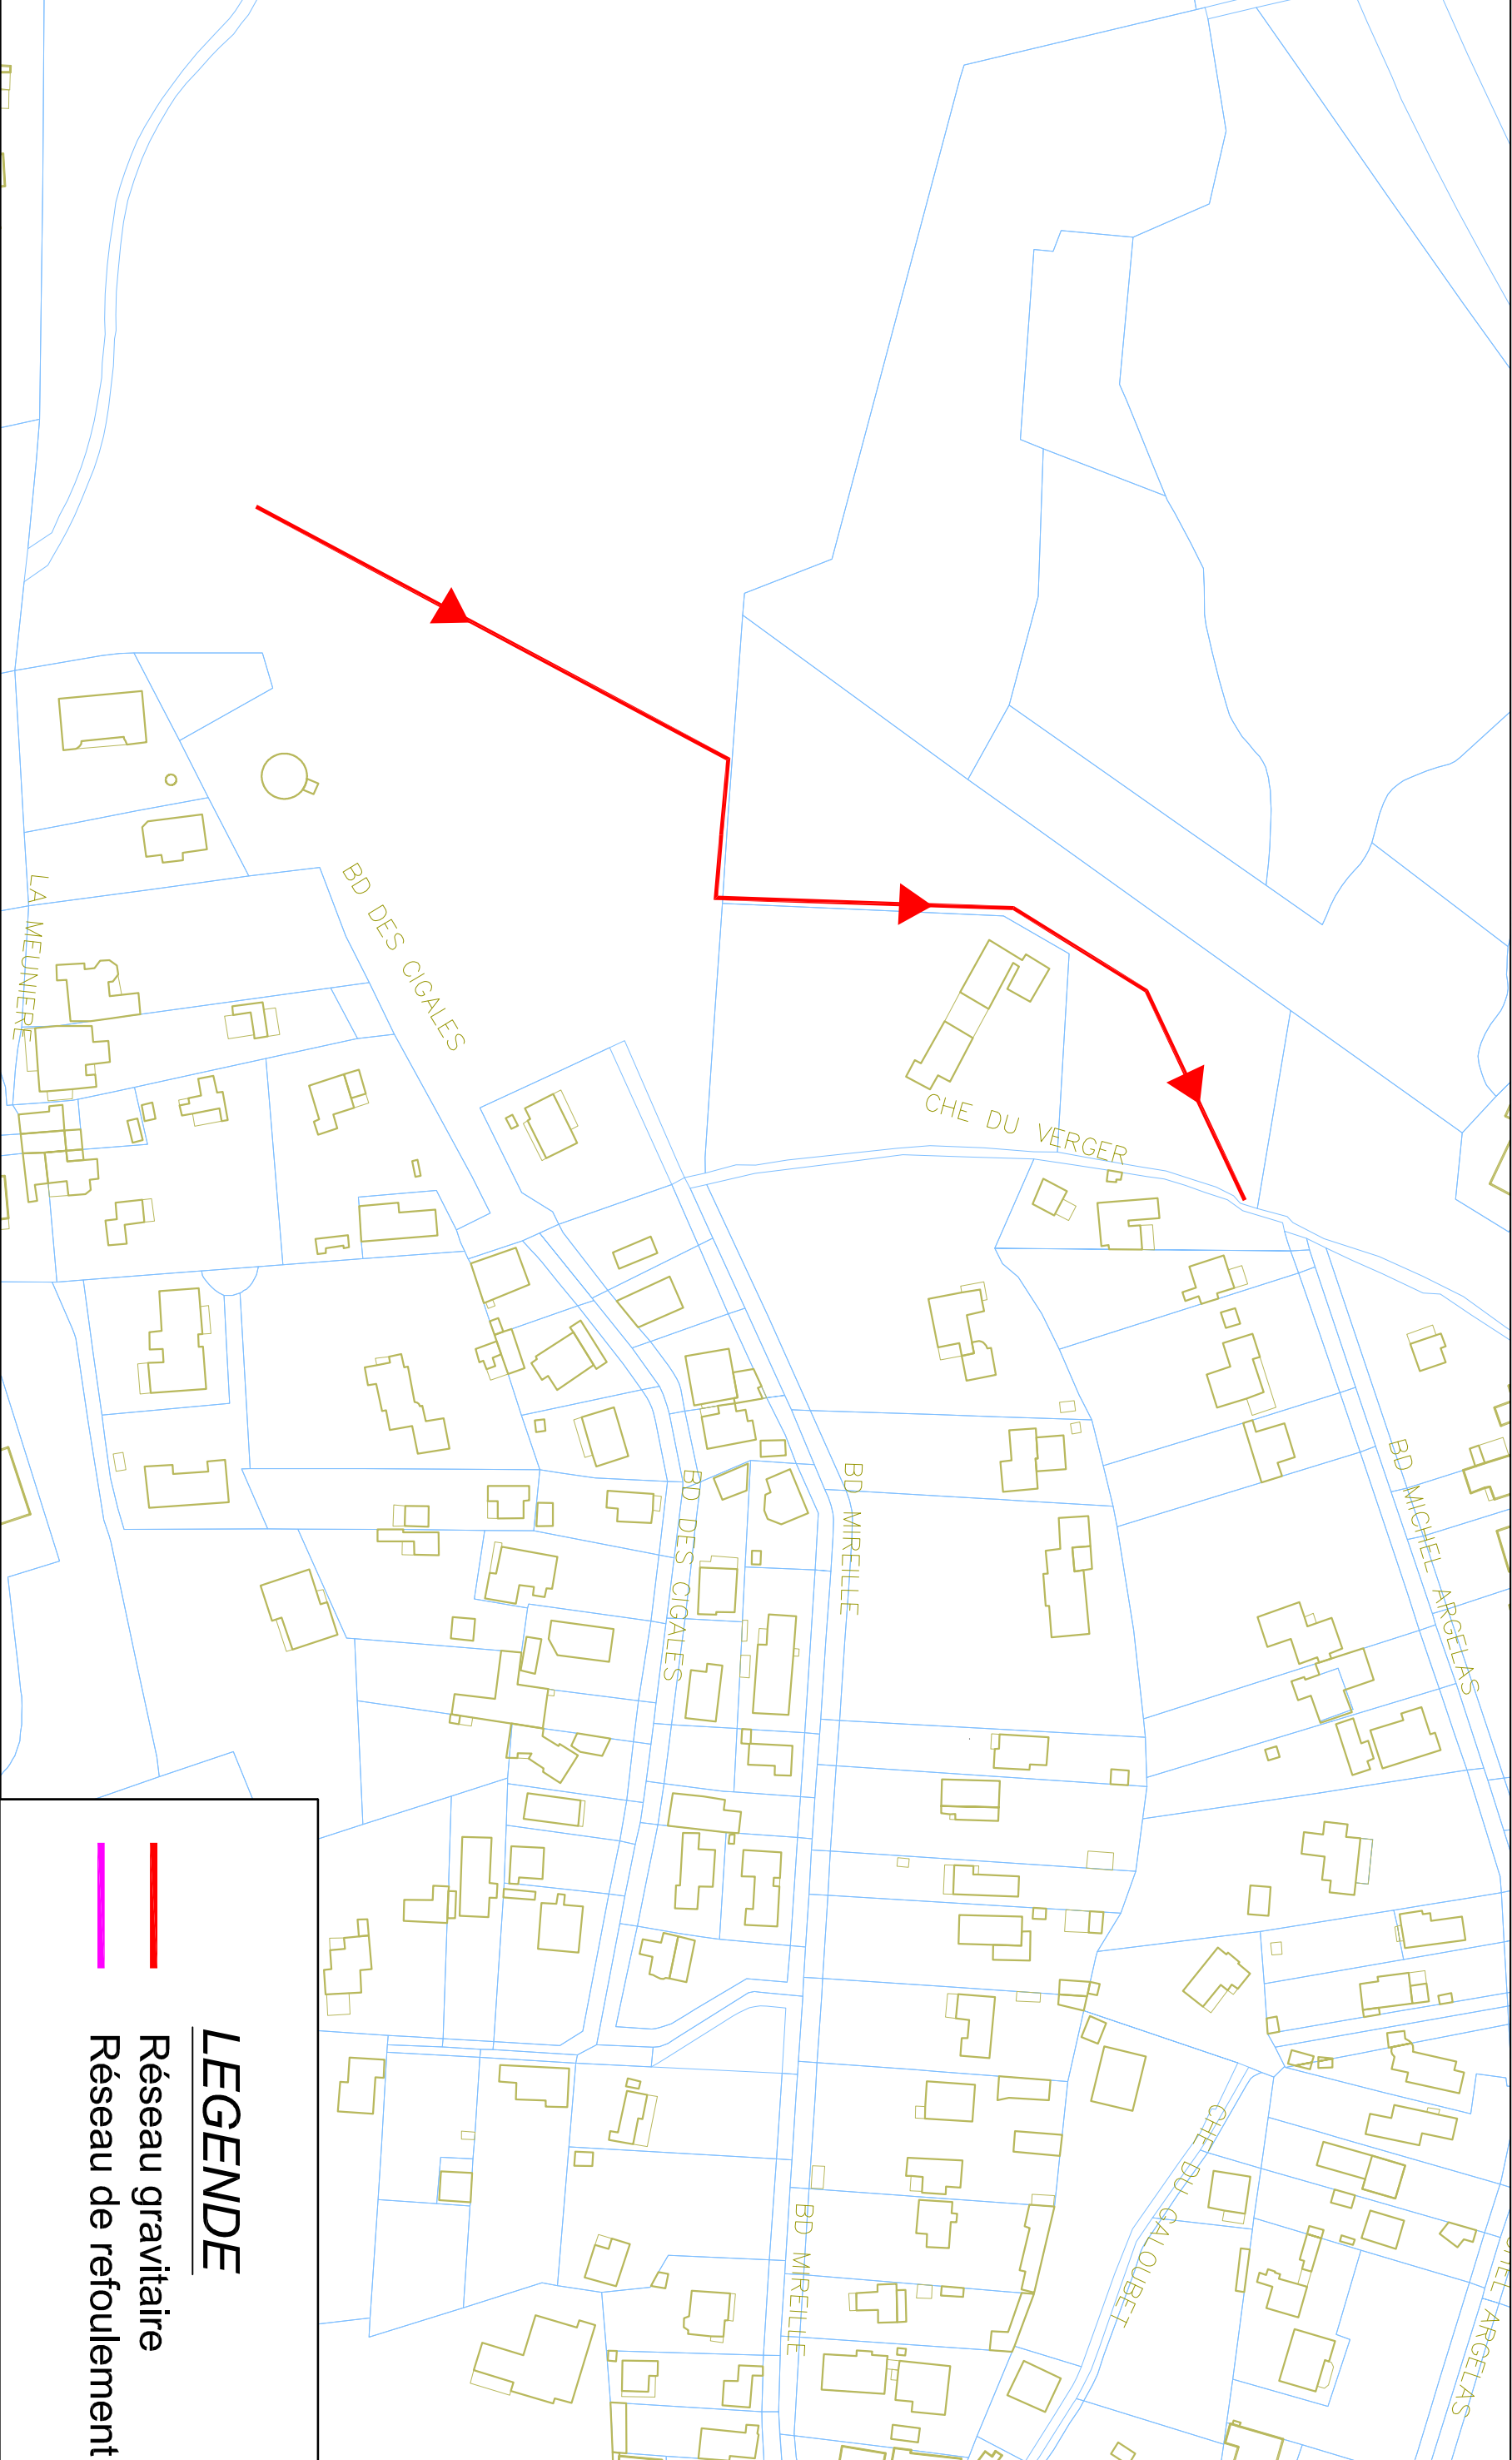 LA MEUNIERE
BD DES CIGALES
CHE DU VERGER
BD DES CIGALES
BD MIREILLE
BD MICHEL ARGELAS
CHE DU GALOUBET
BD MIREILLE
ARGELAS
LEGENDE
Réseau gravitaire
Réseau de refoulement